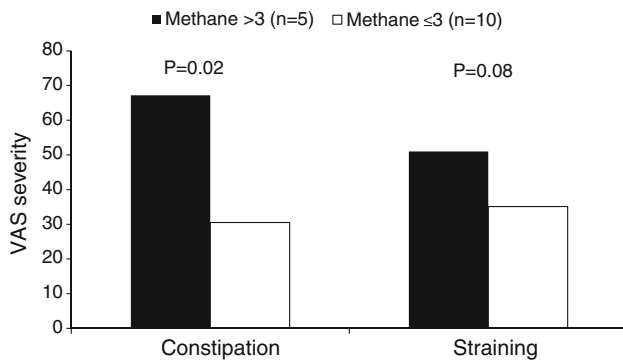 Methane >3 (n=5) Methane ≤3 (n=10)
80
70
60
50
40
30
20
10
0
VAS severity
P=0.02
P=0.08
Constipation
Straining